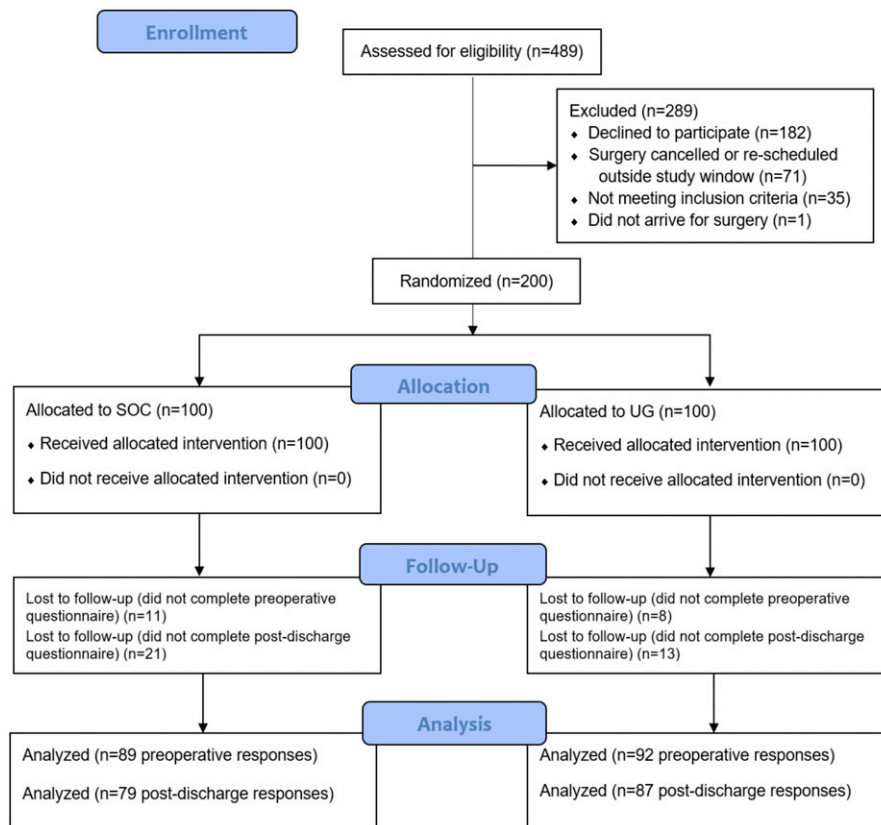 Enrollment
Assessed for eligibility (n=489)
Excluded (n=289)
⬧ Declined to participate (n=182)
⬧ Surgery cancelled or re-scheduled
outside study window (n=71)
⬧ Not meeting inclusion criteria (n=35)
⬧ Did not arrive for surgery (n=1)
Randomized (n=200)
Allocation
Allocated to SOC (n=100)
⬧ Received allocated intervention (n=100)
⬧ Did not receive allocated intervention (n=0)
Allocated to UG (n=100)
⬧ Received allocated intervention (n=100)
⬧ Did not receive allocated intervention (n=0)
Follow-Up
Lost to follow-up (did not complete preoperative
questionnaire) (n=11)
Lost to follow-up (did not complete post-discharge
questionnaire) (n=21)
Lost to follow-up (did not complete preoperative
questionnaire) (n=8)
Lost to follow-up (did not complete post-discharge
questionnaire) (n=13)
Analysis
Analyzed (n=89 preoperative responses)
Analyzed (n=79 post-discharge responses)
Analyzed (n=92 preoperative responses)
Analyzed (n=87 post-discharge responses)